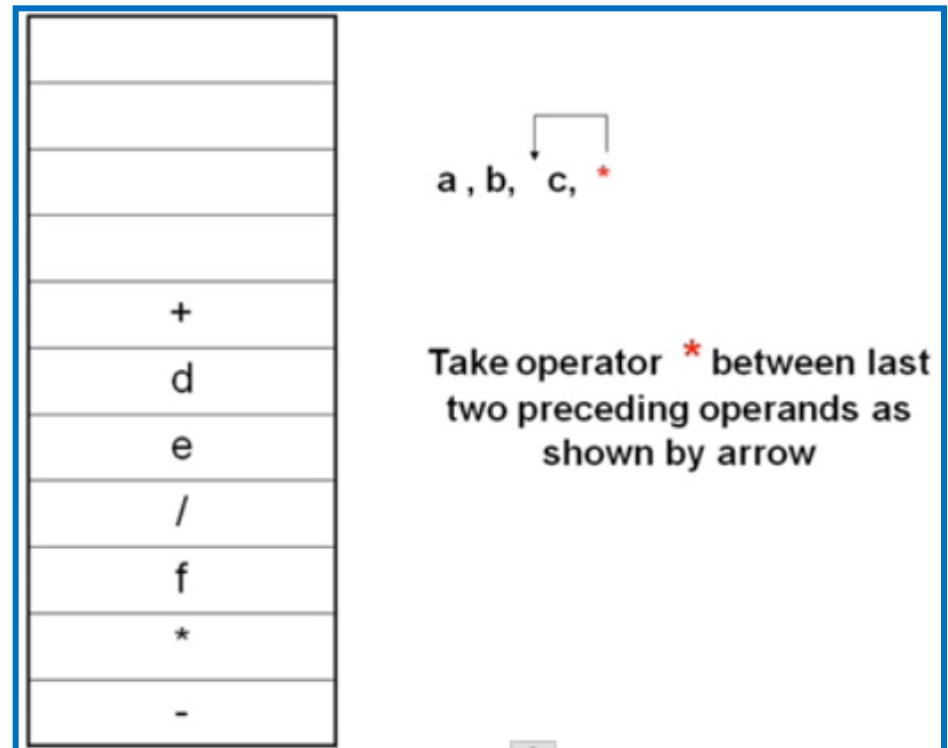 a , b, c, *
+
d
Take operator * between last
two preceding operands as
e
shown by arrow
/
f
*
-